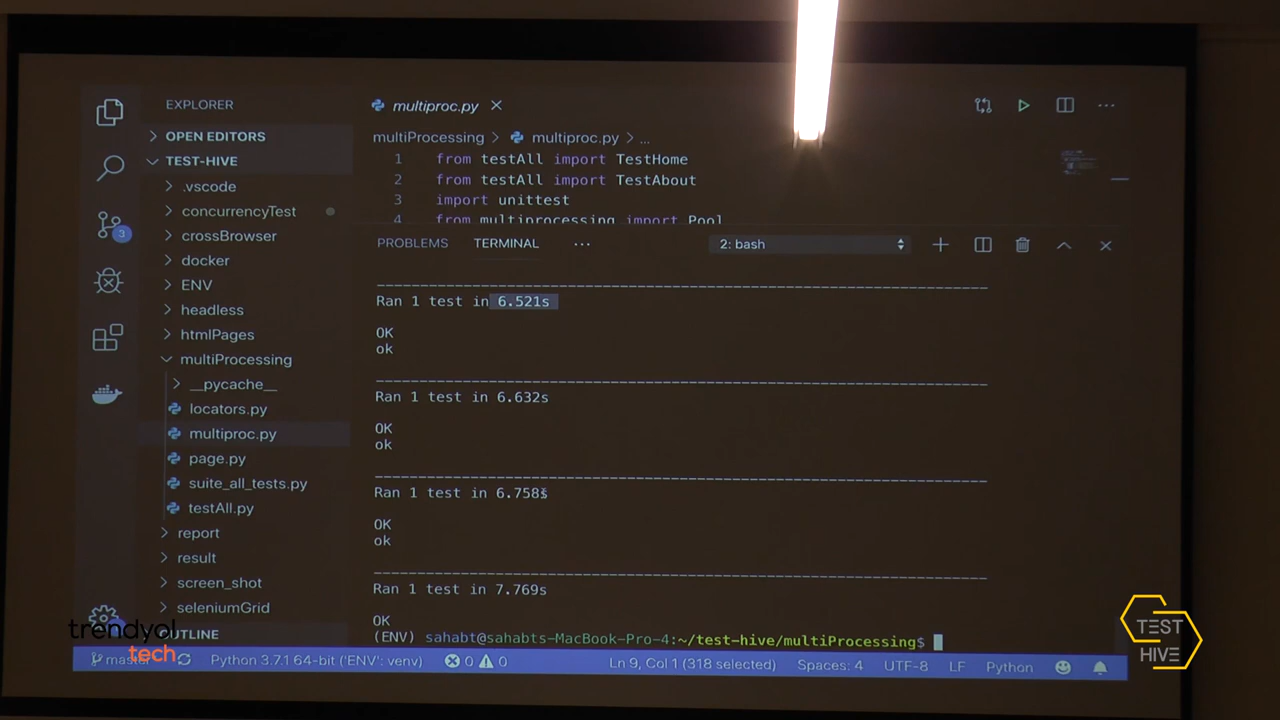 EXPLORER
OPEN EDITORS
TEST-HIVE
.vscode
concurrencyTest
crossBrowser
docker
ENV
headless
htmlPages
multiProcessing
__pycache__
locators.py
multiproc.py
page.py
suite_all_tests.py
testAll.py
report
result
screen_shot
seleniumGrid
OUTLINE
3
multiproc.py
multiProcessing > multiproc.py > ...
1 from testAll import TestHome
2 from testAll import TestAbout
3 import unittest
4 from multiprocessing import Pool
PROBLEMS TERMINAL ... 2: bash
Ran 1 test in 6.521s
OK
ok
Ran 1 test in 6.632s
OK
ok
Ran 1 test in 6.758s
OK
ok
Ran 1 test in 7.769s
OK
(ENV) sahabt@sahabts-MacBook-Pro-4:~/test-hive/multiProcessing$
master Python 3.7.1 64-bit ('ENV': venv) 0 0 Ln 9, Col 1 (318 selected) Spaces: 4 UTF-8 LF Python
trendyol
tech
TEST
HIVE